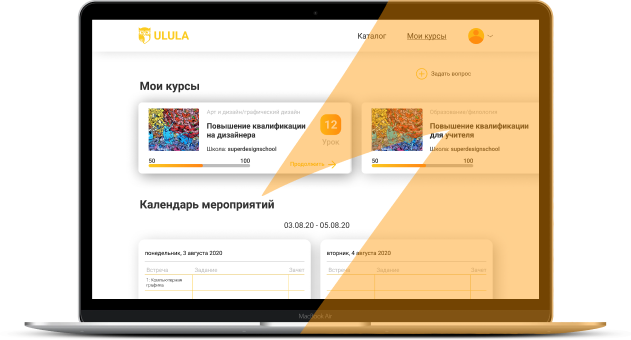 ULULA
Каталог
Мои курсы
Задать вопрос
Мои курсы
Арт и дизайн/графический дизайн
Повышение квалификации
на дизайнера
Школа: superdesignschool
12
Урок
50 100
Продолжить
Образование филология
Повышение квалификации
для учителя
Школа: superdesignschool
50 100
Календарь мероприятий
03.08.20 - 05.08.20
понедельник, 3 августа 2020
Встреча Задание Зачет
1. Компьютерная
графика
вторник, 4 августа 2020
Встреча Задание Зачет
MacBook Air